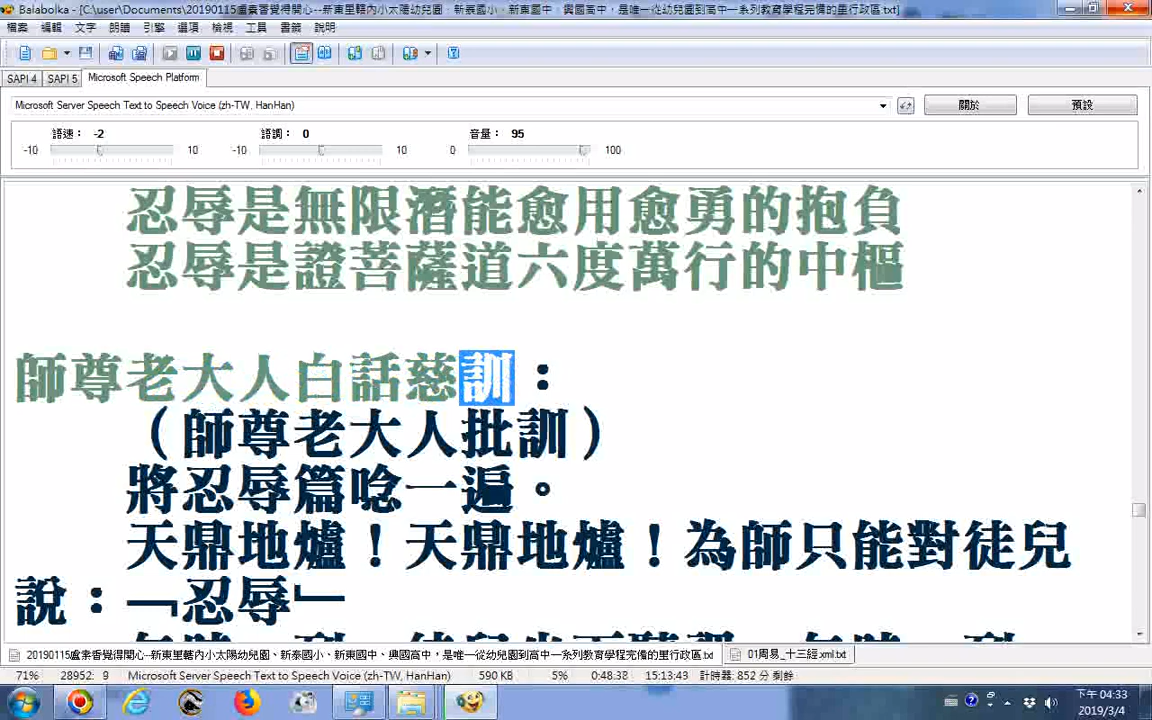 Balabolka - [C:\user\Documents\20190115盧素香覺得開心--新東里轄內小太陽幼兒園、新泰國小、新東國中、興國高中，是唯一從幼兒園到高中一系列教育學程完備的里行政區.txt]
檔案 編輯 文字 朗讀 引擎 選項 檢視 工具 書籤 說明
SAPI 4 SAPI 5 Microsoft Speech Platform
Microsoft Server Speech Text to Speech Voice (zh-TW, HanHan) 關於 預設
語速： -2 語調： 0 音量： 95
-10 10 -10 10 0 100
忍辱是無限潛能愈用愈勇的抱負
忍辱是證菩薩道六度萬行的中樞
師尊老大人白話慈訓：
（師尊老大人批訓）
將忍辱篇唸一遍。
天鼎地爐！天鼎地爐！為師只能對徒兒
說：﹁忍辱﹂
20190115盧素香覺得開心--新東里轄內小太陽幼兒園、新泰國小、新東國中、興國高中，是唯一從幼兒園到高中一系列教育學程完備的里行政區.txt 01周易_十三經.xml.txt
71% 28952: 9 Microsoft Server Speech Text to Speech Voice (zh-TW, HanHan) 590 KB 5% 0:48:38 15:13:43 計時器: 852 分 剩餘
下午 04:33
2019/3/4